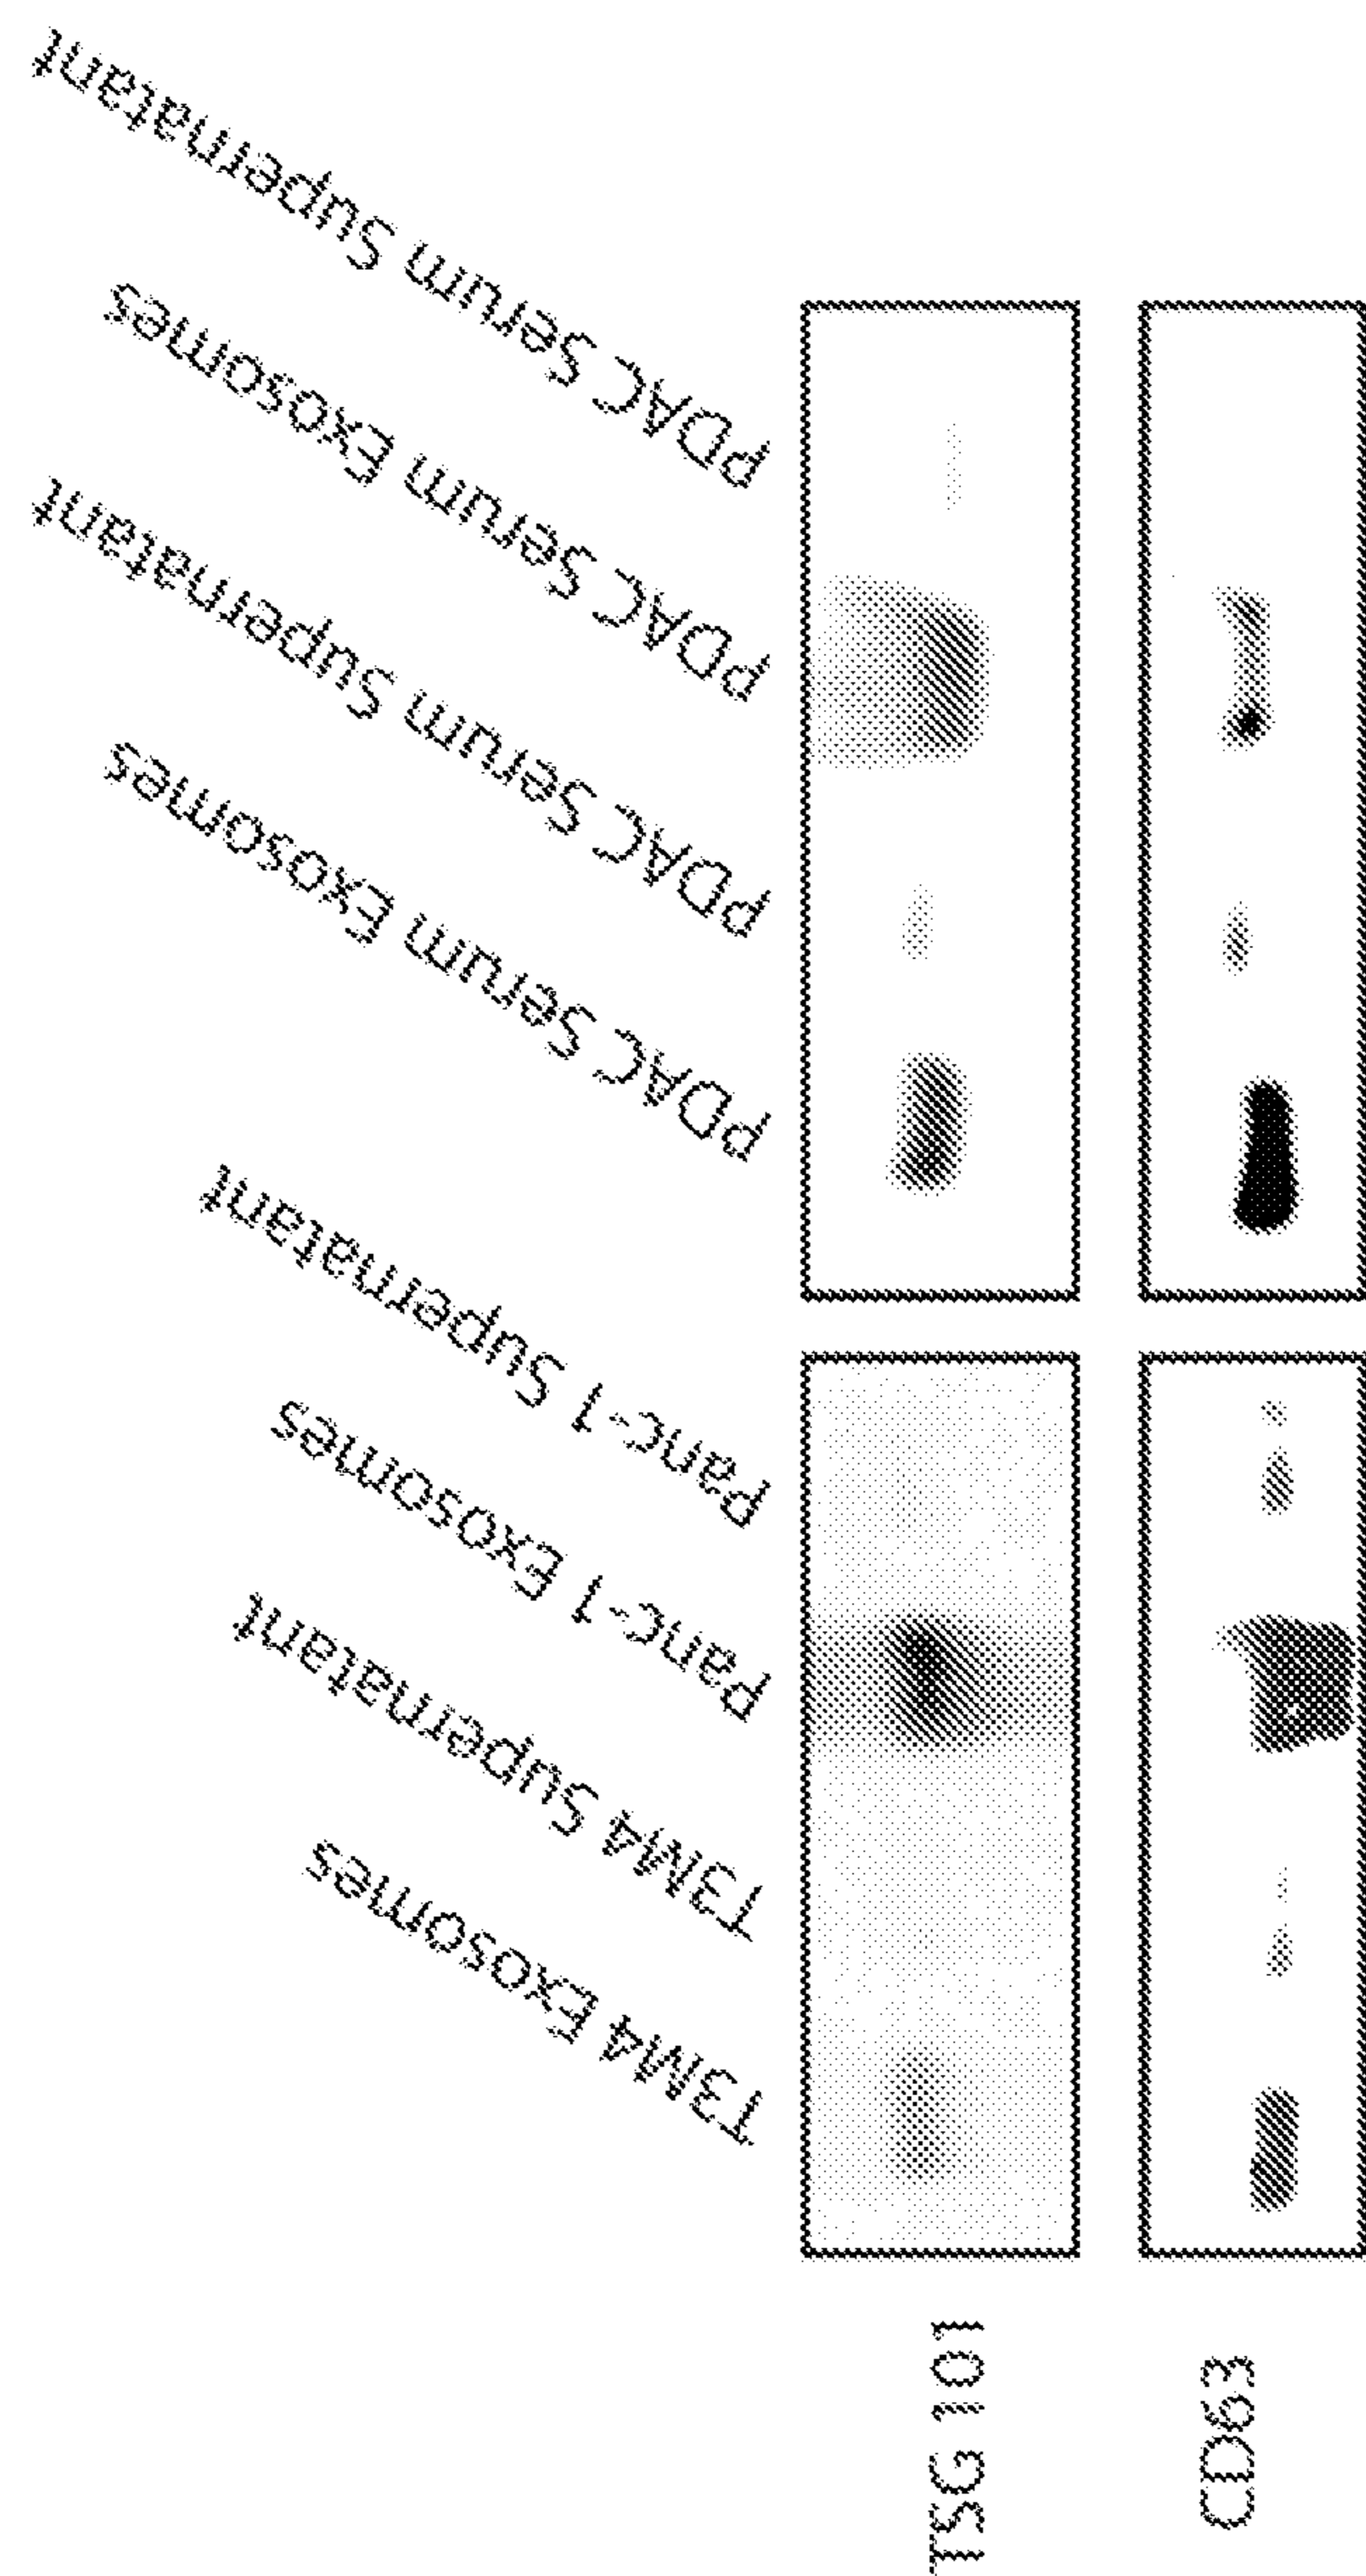 T3M4 Exosomes
T3M4 Supernatant
Panc-1 Exosomes
Panc-1 Supernatant
PDAC Serum Exosomes
PDAC Serum Supernatant
PDAC Serum Exosomes
PDAC Serum Supernatant
TSG 101
CD63